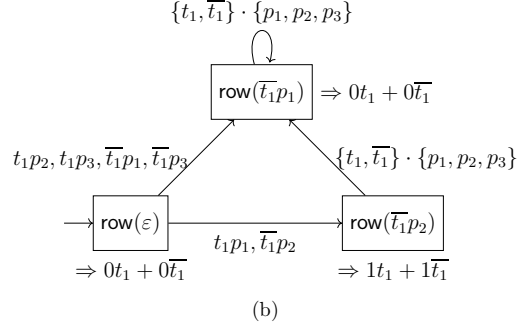 {t₁, t̅₁} · {p₁, p₂, p₃}
row(t̅₁p₁) ⇒ 0t₁ + 0t̅₁
t₁p₂, t₁p₃, t̅₁p₁, t̅₁p₃
{t₁, t̅₁} · {p₁, p₂, p₃}
row(ε)
row(t̅₁p₂)
t₁p₁, t̅₁p₂
⇒ 0t₁ + 0t̅₁
⇒ 1t₁ + 1t̅₁
(b)